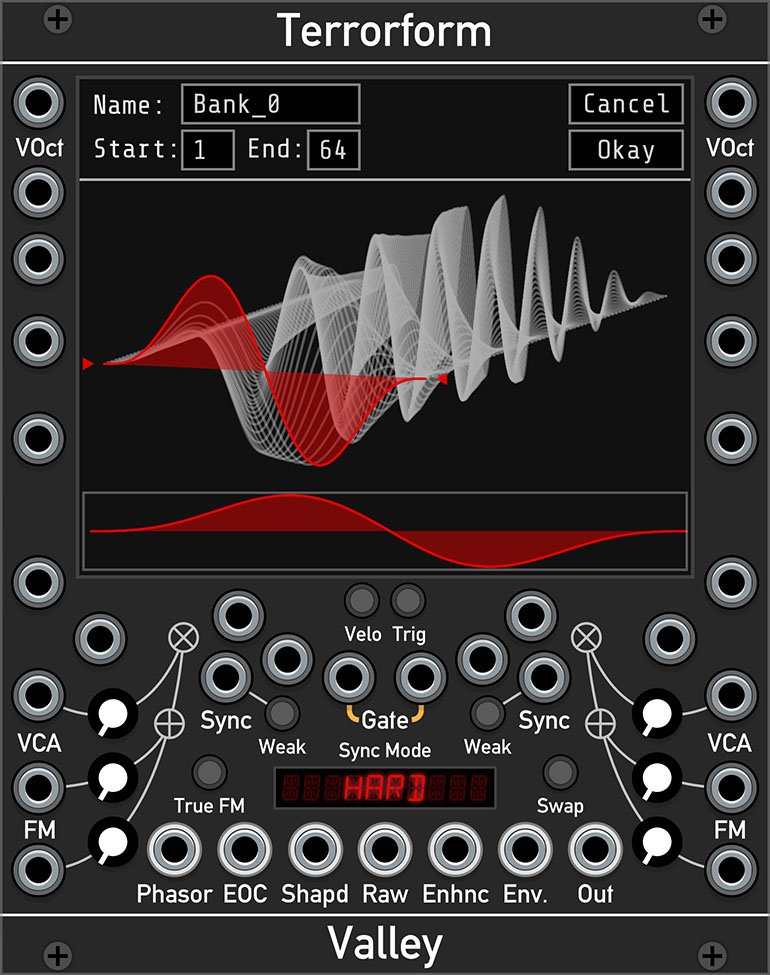 Terrorform
Name: Bank_0 Cancel
Start: 1 End: 64 Okay
VOct VOct
Velo Trig
Sync Gate Sync
Weak Sync Mode Weak
VCA VCA
HARD
True FM Swap
FM FM
Phasor EOC Shapd Raw Enhnc Env. Out
Valley